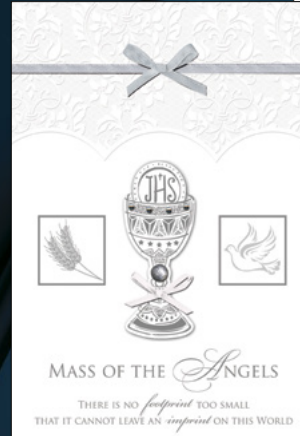 JHS
MASS OF THE ANGELS
THERE IS NO footprint TOO SMALL
THAT IT CANNOT LEAVE AN imprint ON THIS WORLD